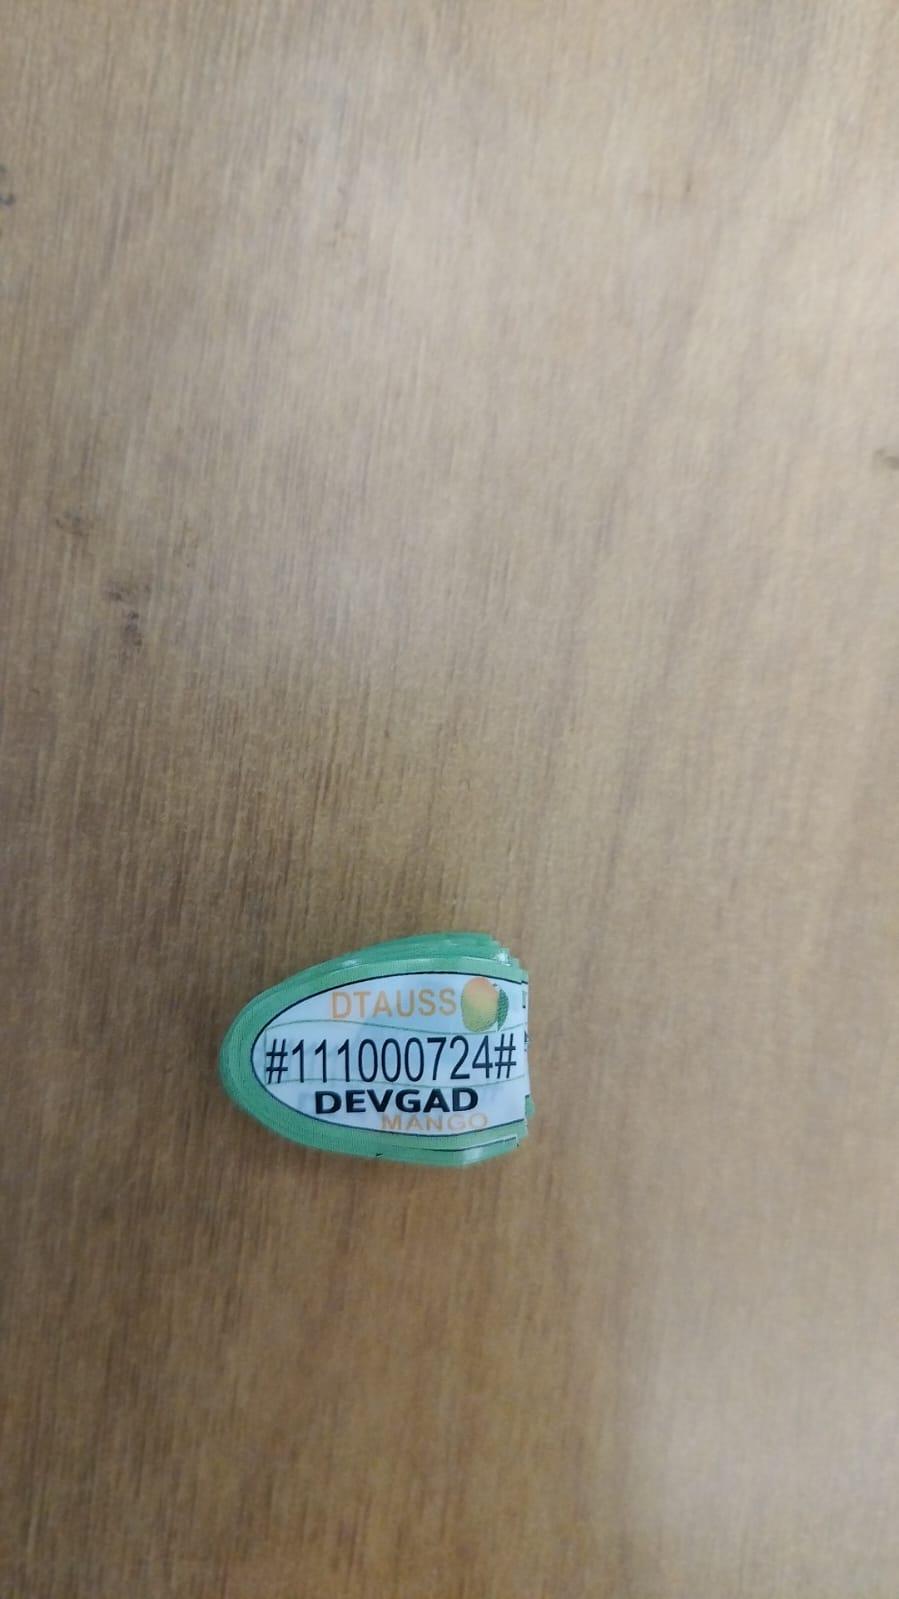 DTAUSS
#111000724#
DEVGAD
MANGO